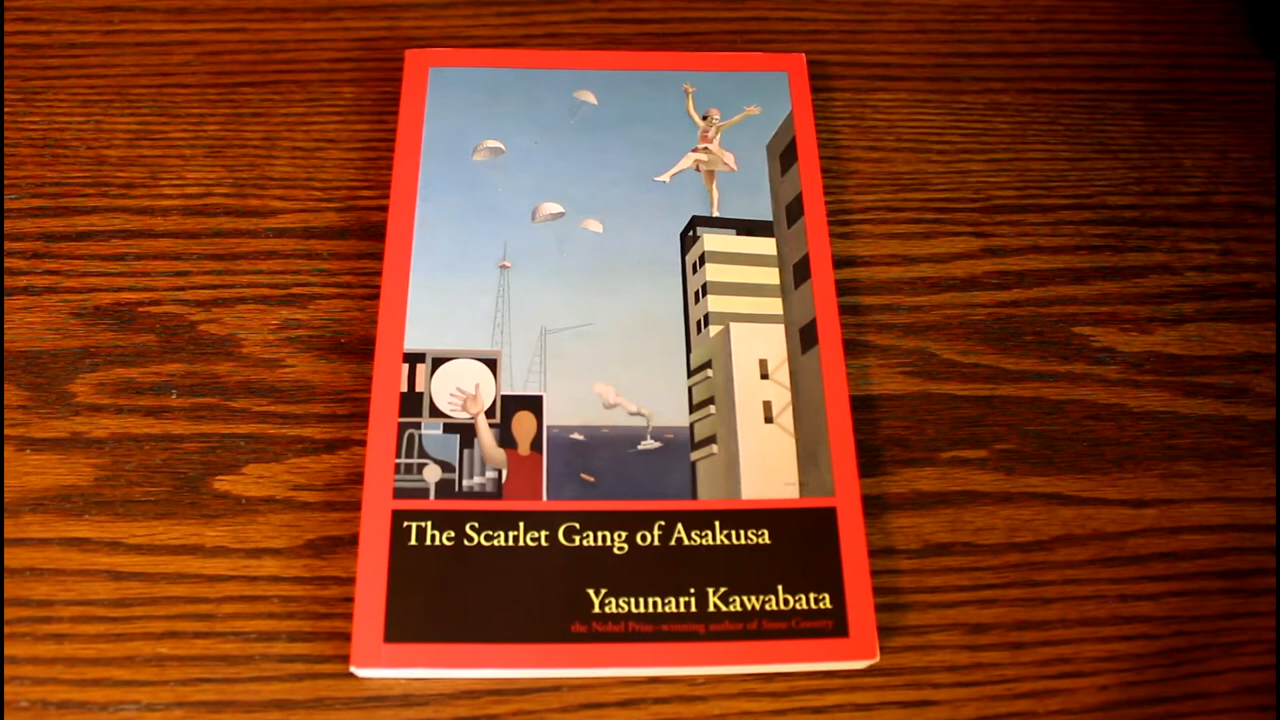 The Scarlet Gang of Asakusa
Yasunari Kawabata
the Nobel Prize–winning author of Snow Country